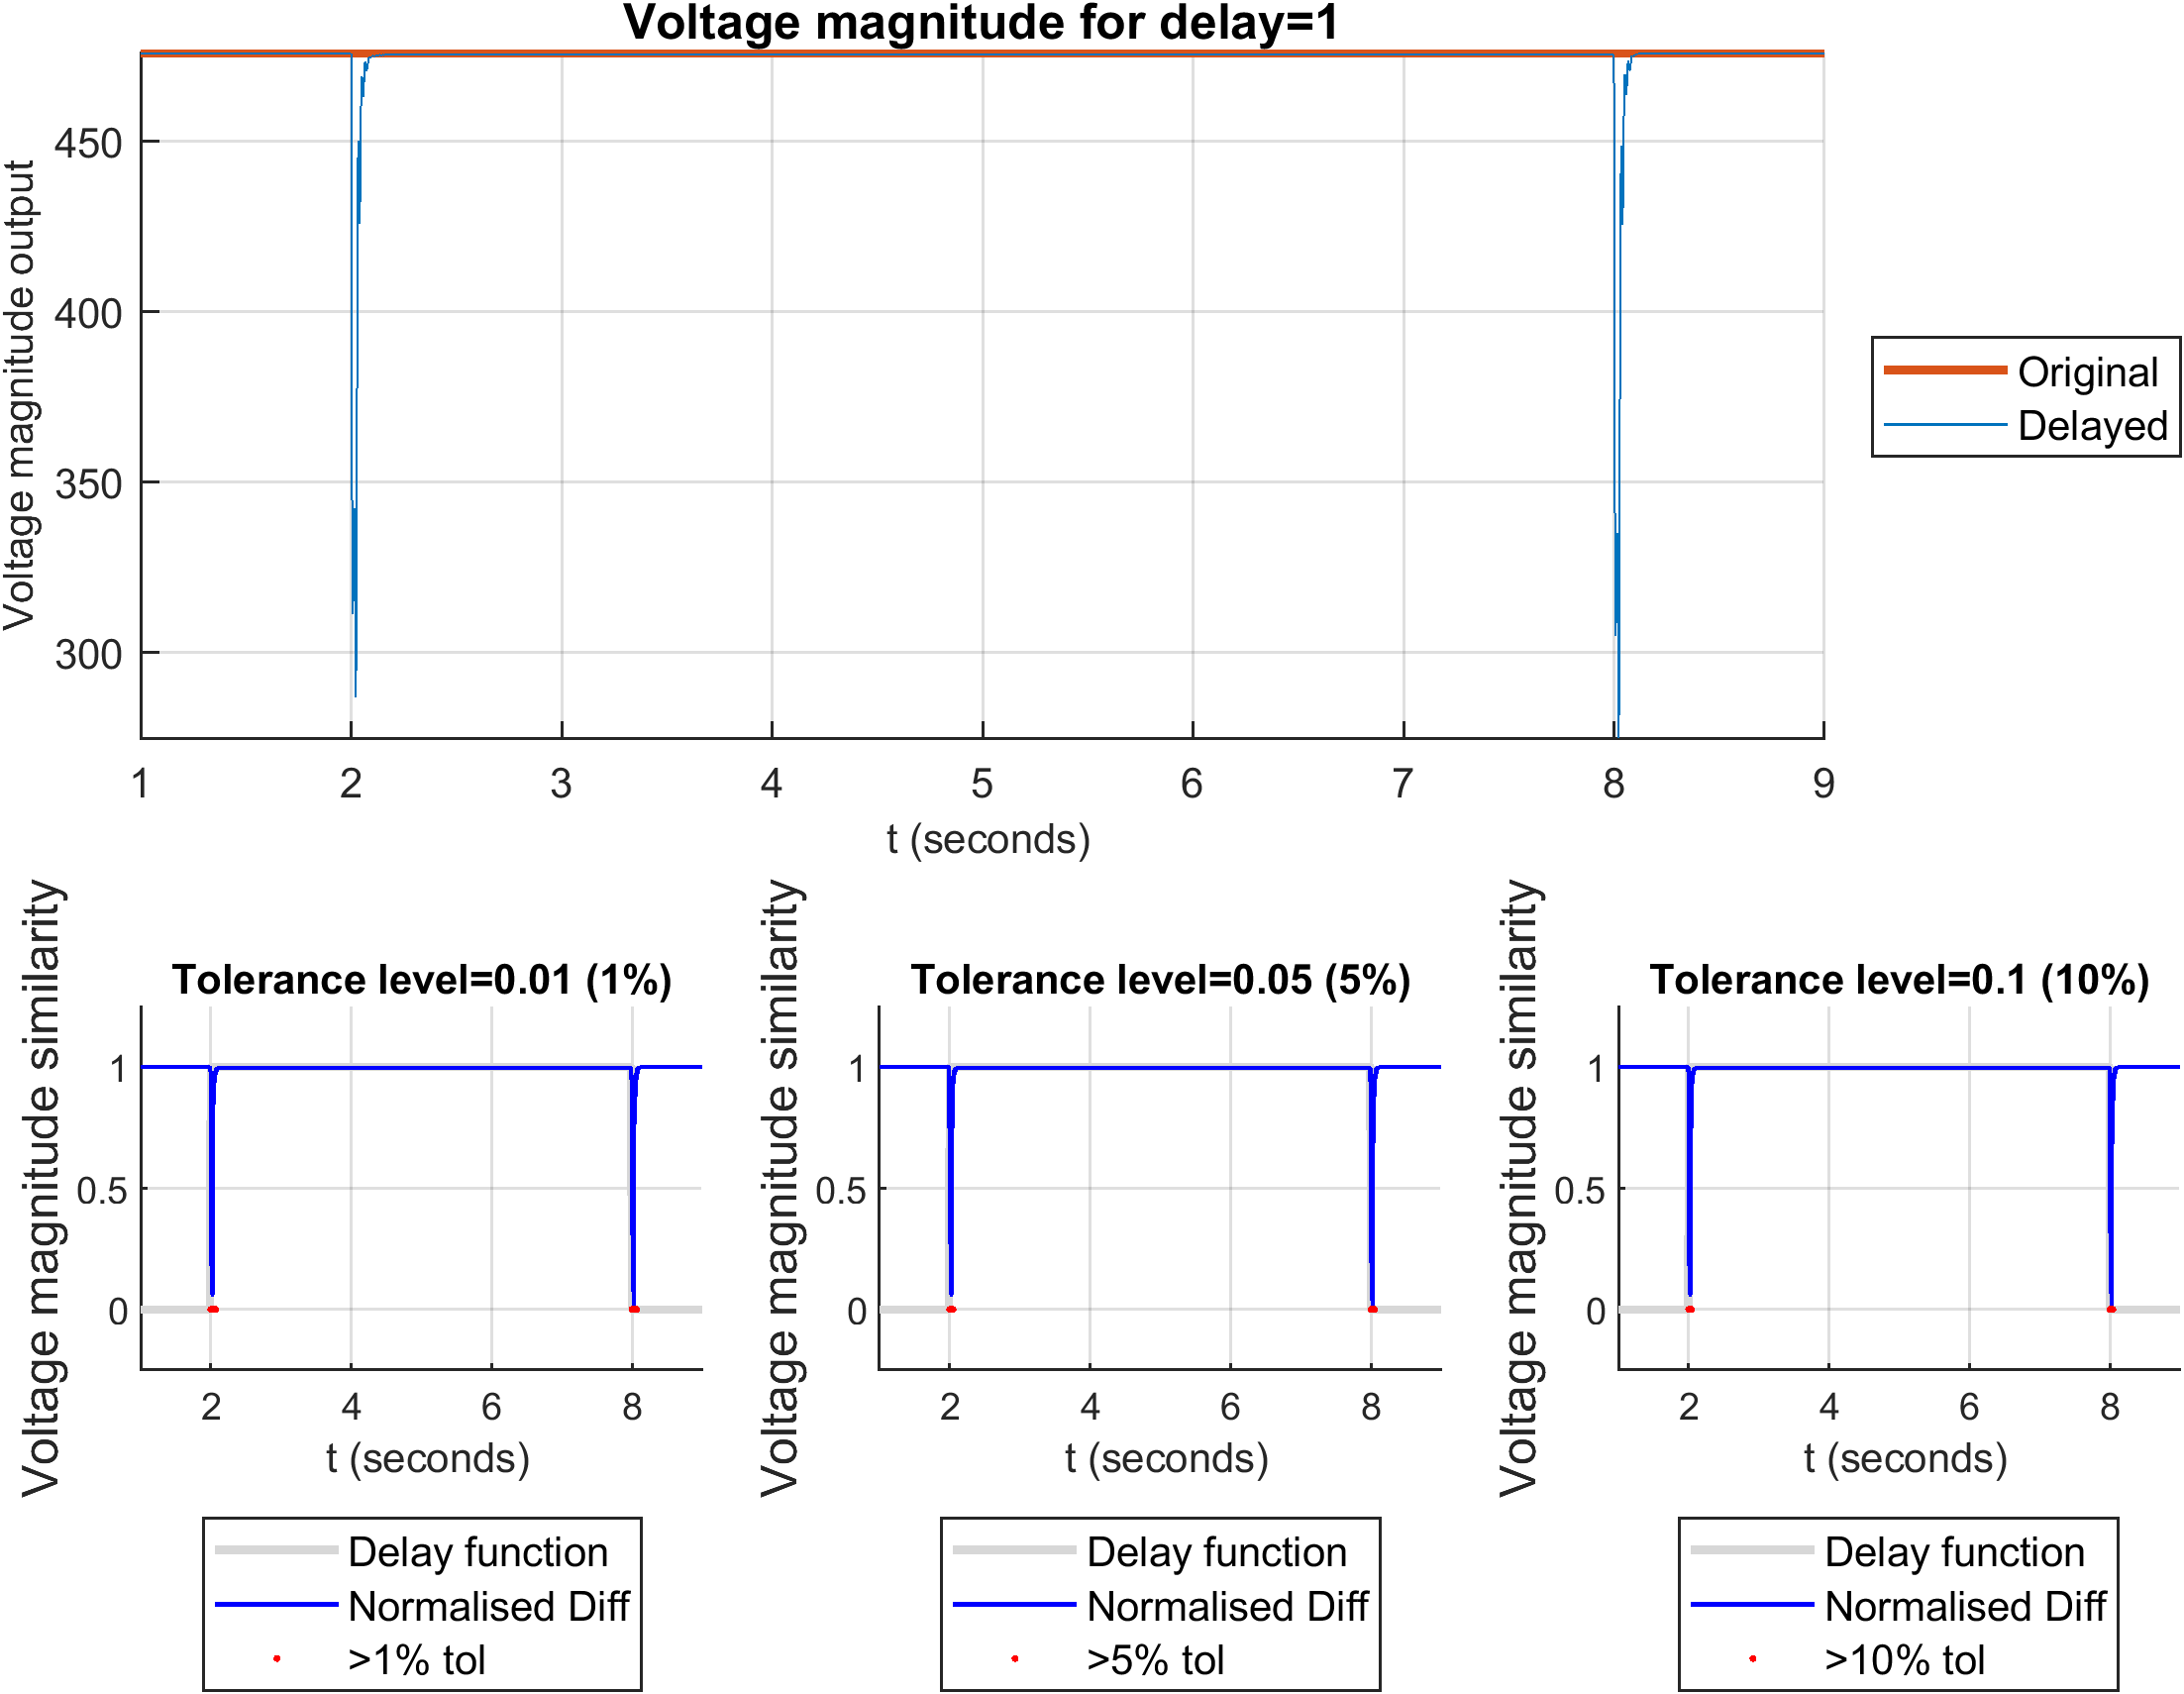 Voltage magnitude for delay=1
Voltage magnitude output
450
400
350
300
1 2 3 4 5 6 7 8 9
t (seconds)
Original
Delayed
Tolerance level=0.01 (1%)
Voltage magnitude similarity
1
0.5
0
2 4 6 8
t (seconds)
Delay function
Normalised Diff
>1% tol
Tolerance level=0.05 (5%)
Voltage magnitude similarity
1
0.5
0
2 4 6 8
t (seconds)
Delay function
Normalised Diff
>5% tol
Tolerance level=0.1 (10%)
Voltage magnitude similarity
1
0.5
0
2 4 6 8
t (seconds)
Delay function
Normalised Diff
>10% tol